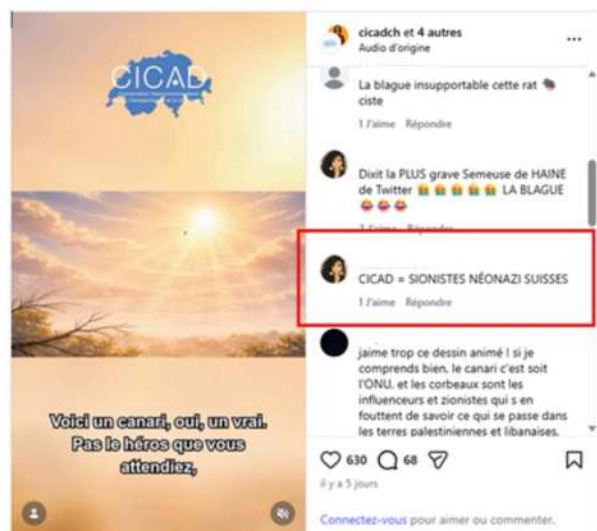 CICAD
Voici un canari, oui, un vrai.
Pas le héros que vous
attendiez,
cicadch et 4 autres
Audio d'origine
La blague insupportable cette rat
ciste
1 J'aime Répondre
Dixit la PLUS grave Semeuse de HAINE
de Twitter 🤮 🤮 🤮 🤮 🤮 LA BLAGUE
🤣🤣🤣
J'aime Répondre
CICAD = SIONISTES NÉONAZI SUISSES
1 J'aime Répondre
jaime trop ce dessin animé ! si je
comprends bien, le canari c'est soit
l'ONU, et les corbeaux sont les
influenceurs et zionistes qui s en
fouttent de savoir ce qui se passe dans
les terres palestiniennes et libanaises.
630 68
il y a 5 jours
Connectez-vous pour aimer ou commenter.